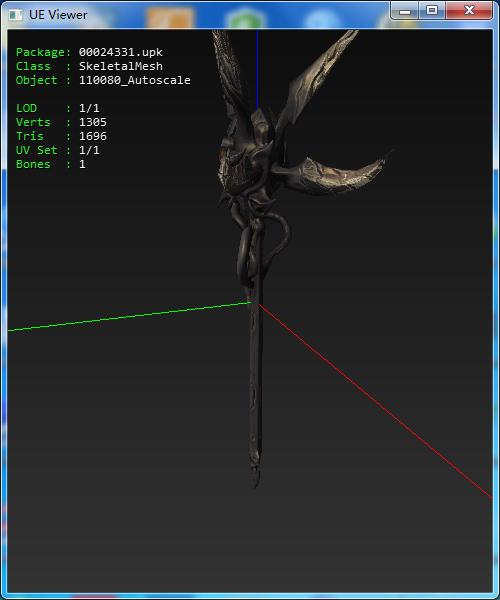 UE Viewer
Package: 00024331.upk
Class : SkeletalMesh
Object : 110080_Autoscale
LOD : 1/1
Verts : 1305
Tris : 1696
UV Set : 1/1
Bones : 1